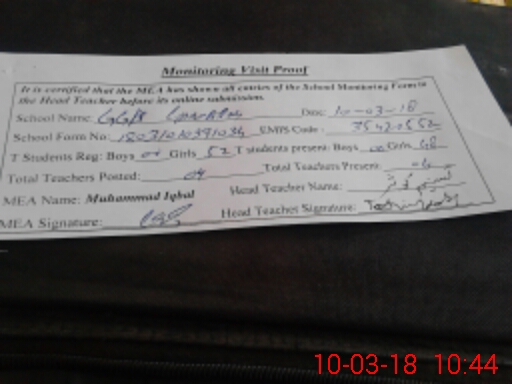 Monitoring Visit Proof
It is certified that the MEA has shown all entries of the School Monitoring Form to
the Head Teacher before its online submission.
School Name: GGPS Date: 10-03-18
School Form No: EMIS Code: 35420552
T Students Reg: Boys 00 Girls 52 T students present: Boys 00 Girls 48
Total Teachers Posted: 04 Total Teachers Present: 04
MEA Name: Muhammad Iqbal Head Teacher Name:
MEA Signature: Head Teacher Signature:
10-03-18 10:44